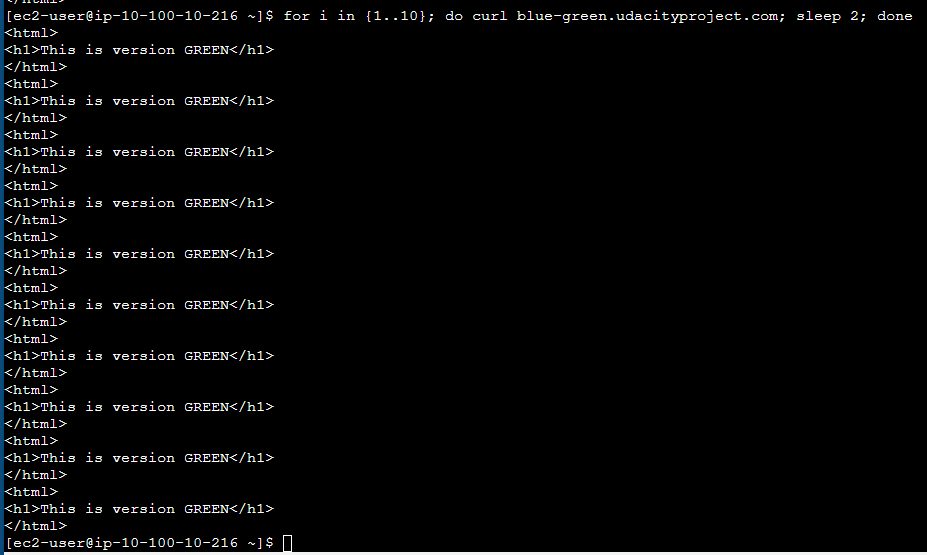 </html>
[ec2-user@ip-10-100-10-216 ~]$ for i in {1..10}; do curl blue-green.udacityproject.com; sleep 2; done
<html>
<h1>This is version GREEN</h1>
</html>
<html>
<h1>This is version GREEN</h1>
</html>
<html>
<h1>This is version GREEN</h1>
</html>
<html>
<h1>This is version GREEN</h1>
</html>
<html>
<h1>This is version GREEN</h1>
</html>
<html>
<h1>This is version GREEN</h1>
</html>
<html>
<h1>This is version GREEN</h1>
</html>
<html>
<h1>This is version GREEN</h1>
</html>
<html>
<h1>This is version GREEN</h1>
</html>
<html>
<h1>This is version GREEN</h1>
</html>
[ec2-user@ip-10-100-10-216 ~]$